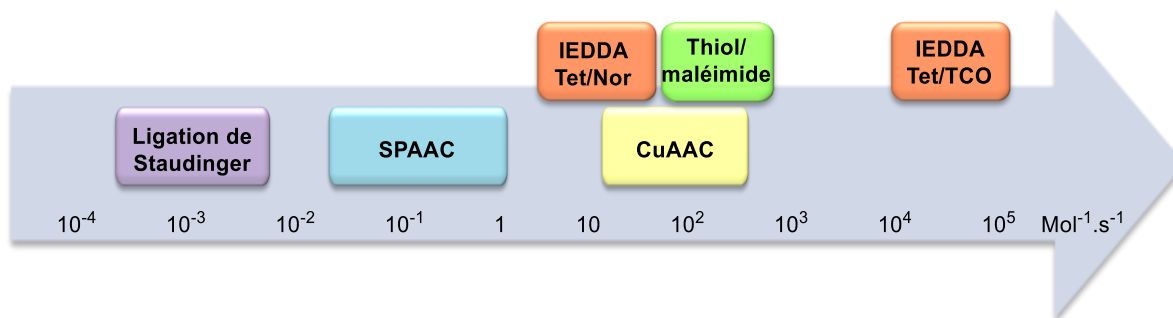 IEDDA
Tet/Nor
Thiol/
maléimide
IEDDA
Tet/TCO
Ligation de
Staudinger
SPAAC
CuAAC
10⁻⁴ 10⁻³ 10⁻² 10⁻¹ 1 10 10² 10³ 10⁴ 10⁵ Mol⁻¹.s⁻¹